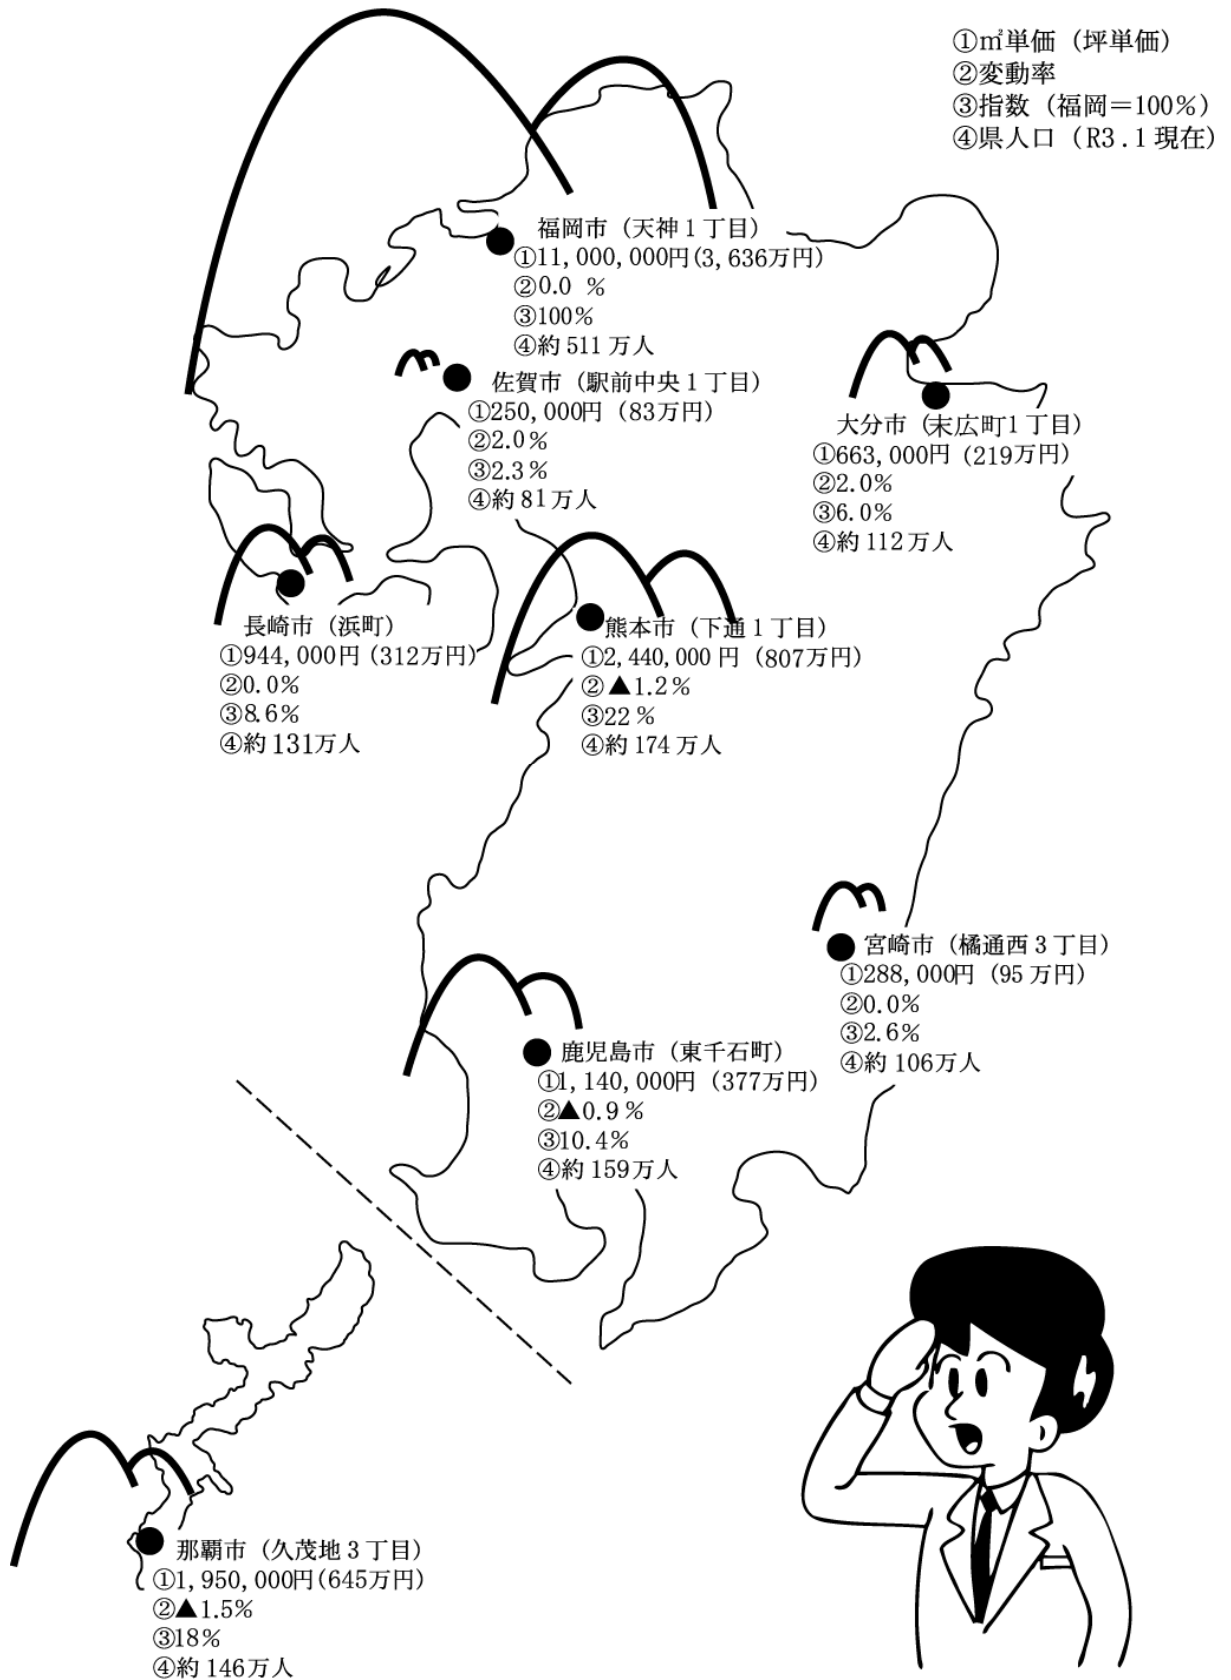 ①㎡単価（坪単価）
②変動率
③指数（福岡＝100％）
④県人口（R3.1現在）
福岡市（天神1丁目）
①11,000,000円(3,636万円)
②0.0 %
③100%
④約511万人
佐賀市（駅前中央1丁目）
①250,000円（83万円）
②2.0%
③2.3%
④約81万人
大分市（末広町1丁目）
①663,000円（219万円）
②2.0%
③6.0%
④約112万人
長崎市（浜町）
①944,000円（312万円）
②0.0%
③8.6%
④約131万人
熊本市（下通1丁目）
①2,440,000円（807万円）
②▲1.2%
③22%
④約174万人
宮崎市（橘通西3丁目）
①288,000円（95万円）
②0.0%
③2.6%
④約106万人
鹿児島市（東千石町）
①1,140,000円（377万円）
②▲0.9%
③10.4%
④約159万人
那覇市（久茂地3丁目）
①1,950,000円(645万円)
②▲1.5%
③18%
④約146万人